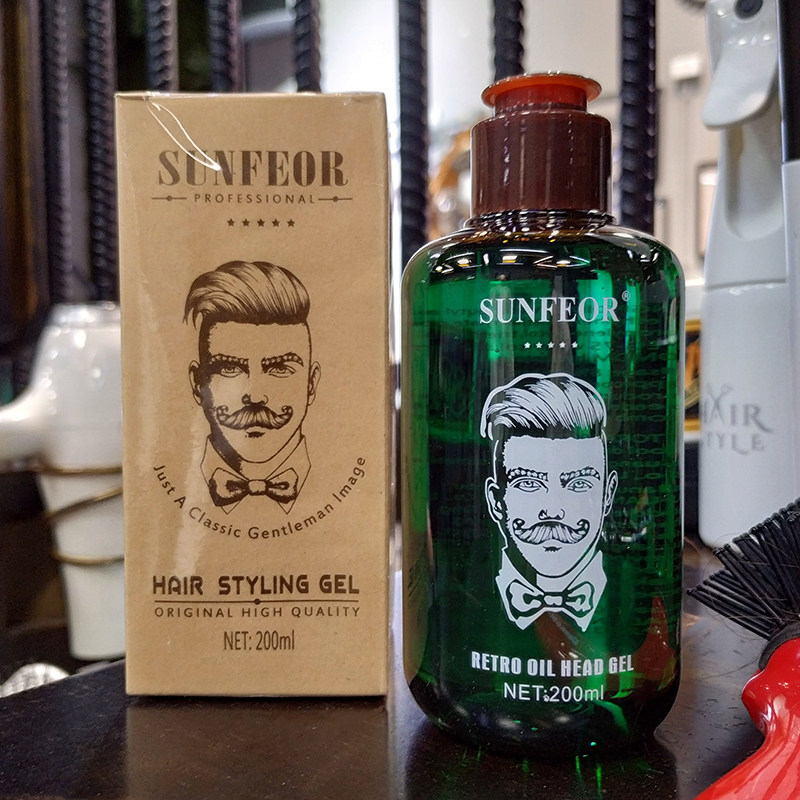 SUNFEOR
PROFESSIONAL
★★★★★
Just A Classic Gentleman Image
HAIR STYLING GEL
ORIGINAL HIGH QUALITY
NET: 200ml
SUNFEOR®
★★★★★
RETRO OIL HEAD GEL
NET:200ml
HAIR
STYLE